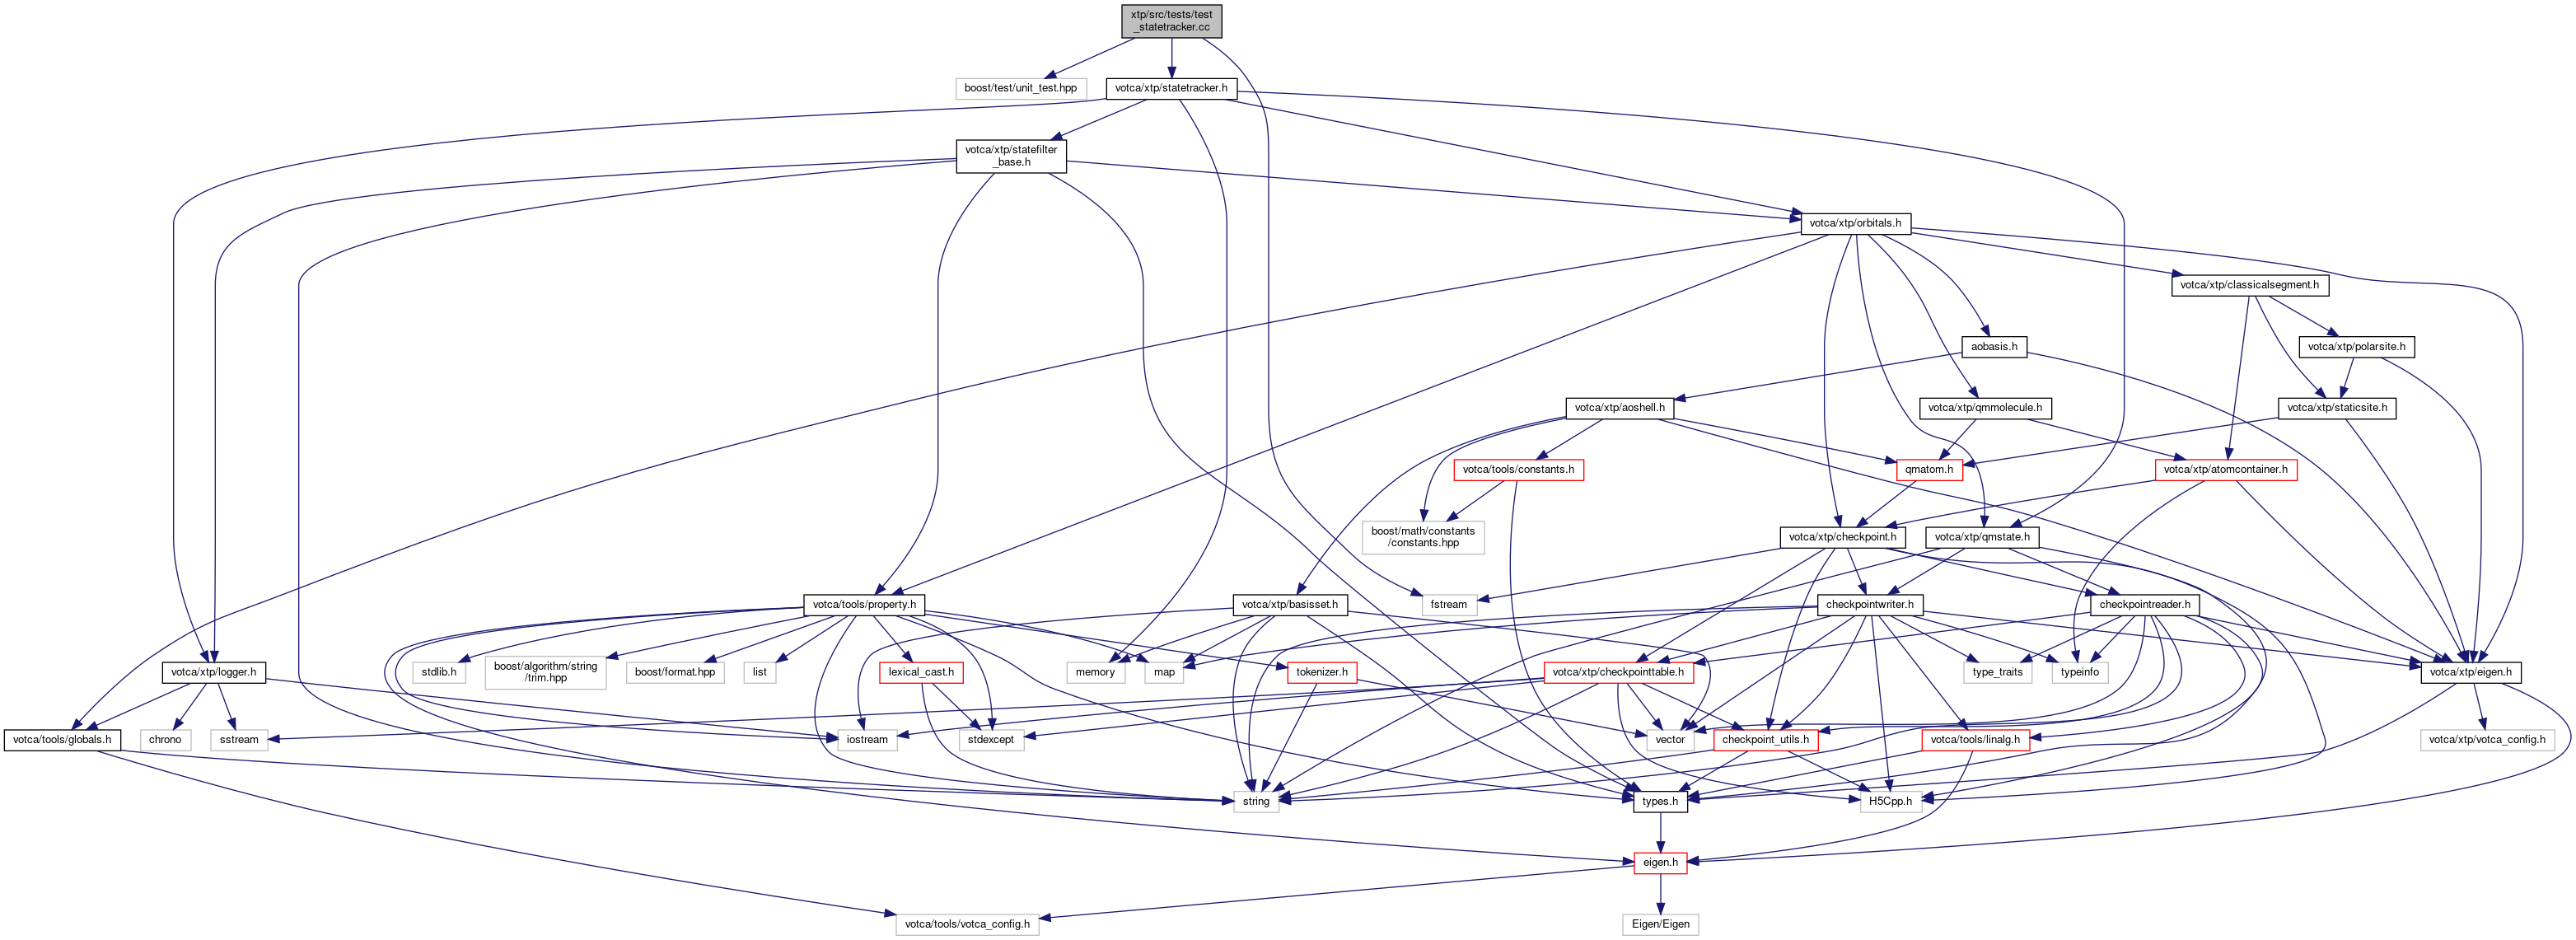 xtp/src/tests/test
_statetracker.cc
boost/test/unit_test.hpp
votca/xtp/statetracker.h
votca/xtp/statefilter
_base.h
votca/xtp/orbitals.h
votca/xtp/classicalsegment.h
aobasis.h
votca/xtp/polarsite.h
votca/xtp/aoshell.h
votca/xtp/qmmolecule.h
votca/xtp/staticsite.h
votca/tools/constants.h
qmatom.h
votca/xtp/atomcontainer.h
boost/math/constants
/constants.hpp
votca/xtp/checkpoint.h
votca/xtp/qmstate.h
votca/tools/property.h
fstream
votca/xtp/basisset.h
checkpointwriter.h
checkpointreader.h
votca/xtp/logger.h
stdlib.h
boost/algorithm/string
/trim.hpp
boost/format.hpp
list
lexical_cast.h
memory
map
tokenizer.h
votca/xtp/checkpointtable.h
type_traits
typeinfo
votca/xtp/eigen.h
votca/tools/globals.h
chrono
sstream
iostream
stdexcept
vector
checkpoint_utils.h
votca/tools/linalg.h
votca/xtp/votca_config.h
string
types.h
H5Cpp.h
eigen.h
votca/tools/votca_config.h
Eigen/Eigen